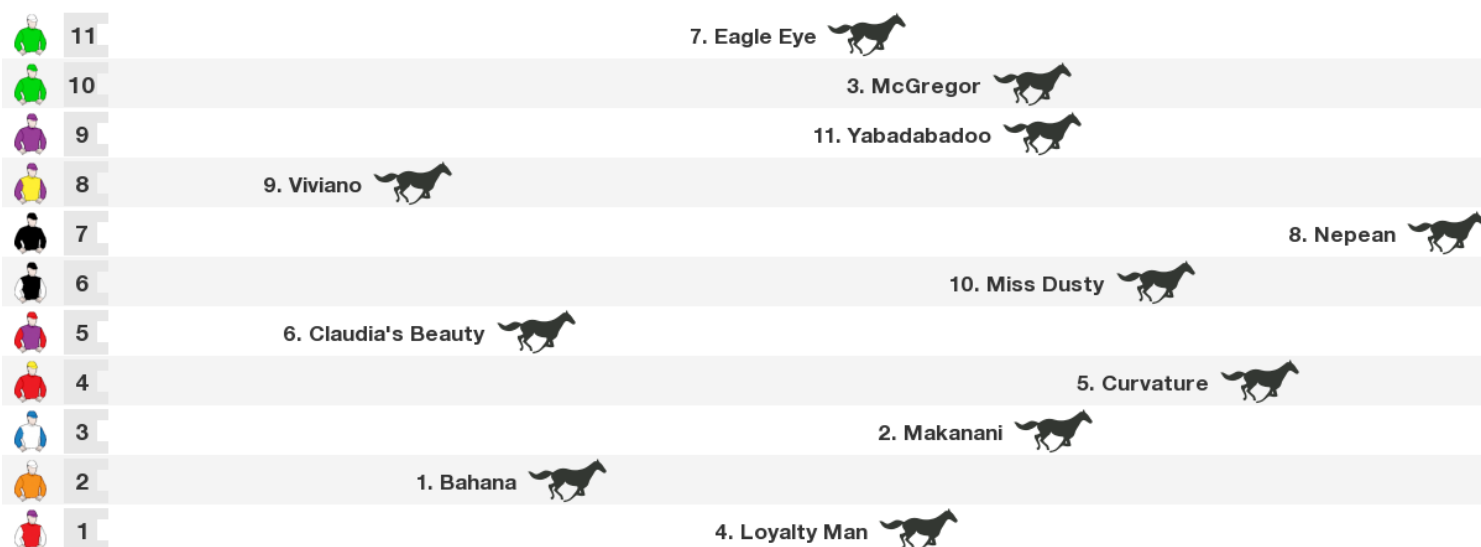 11 7. Eagle Eye
10 3. McGregor
9 11. Yabadabadoo
8 9. Viviano
7 8. Nepean
6 10. Miss Dusty
5 6. Claudia's Beauty
4 5. Curvature
3 2. Makanani
2 1. Bahana
1 4. Loyalty Man